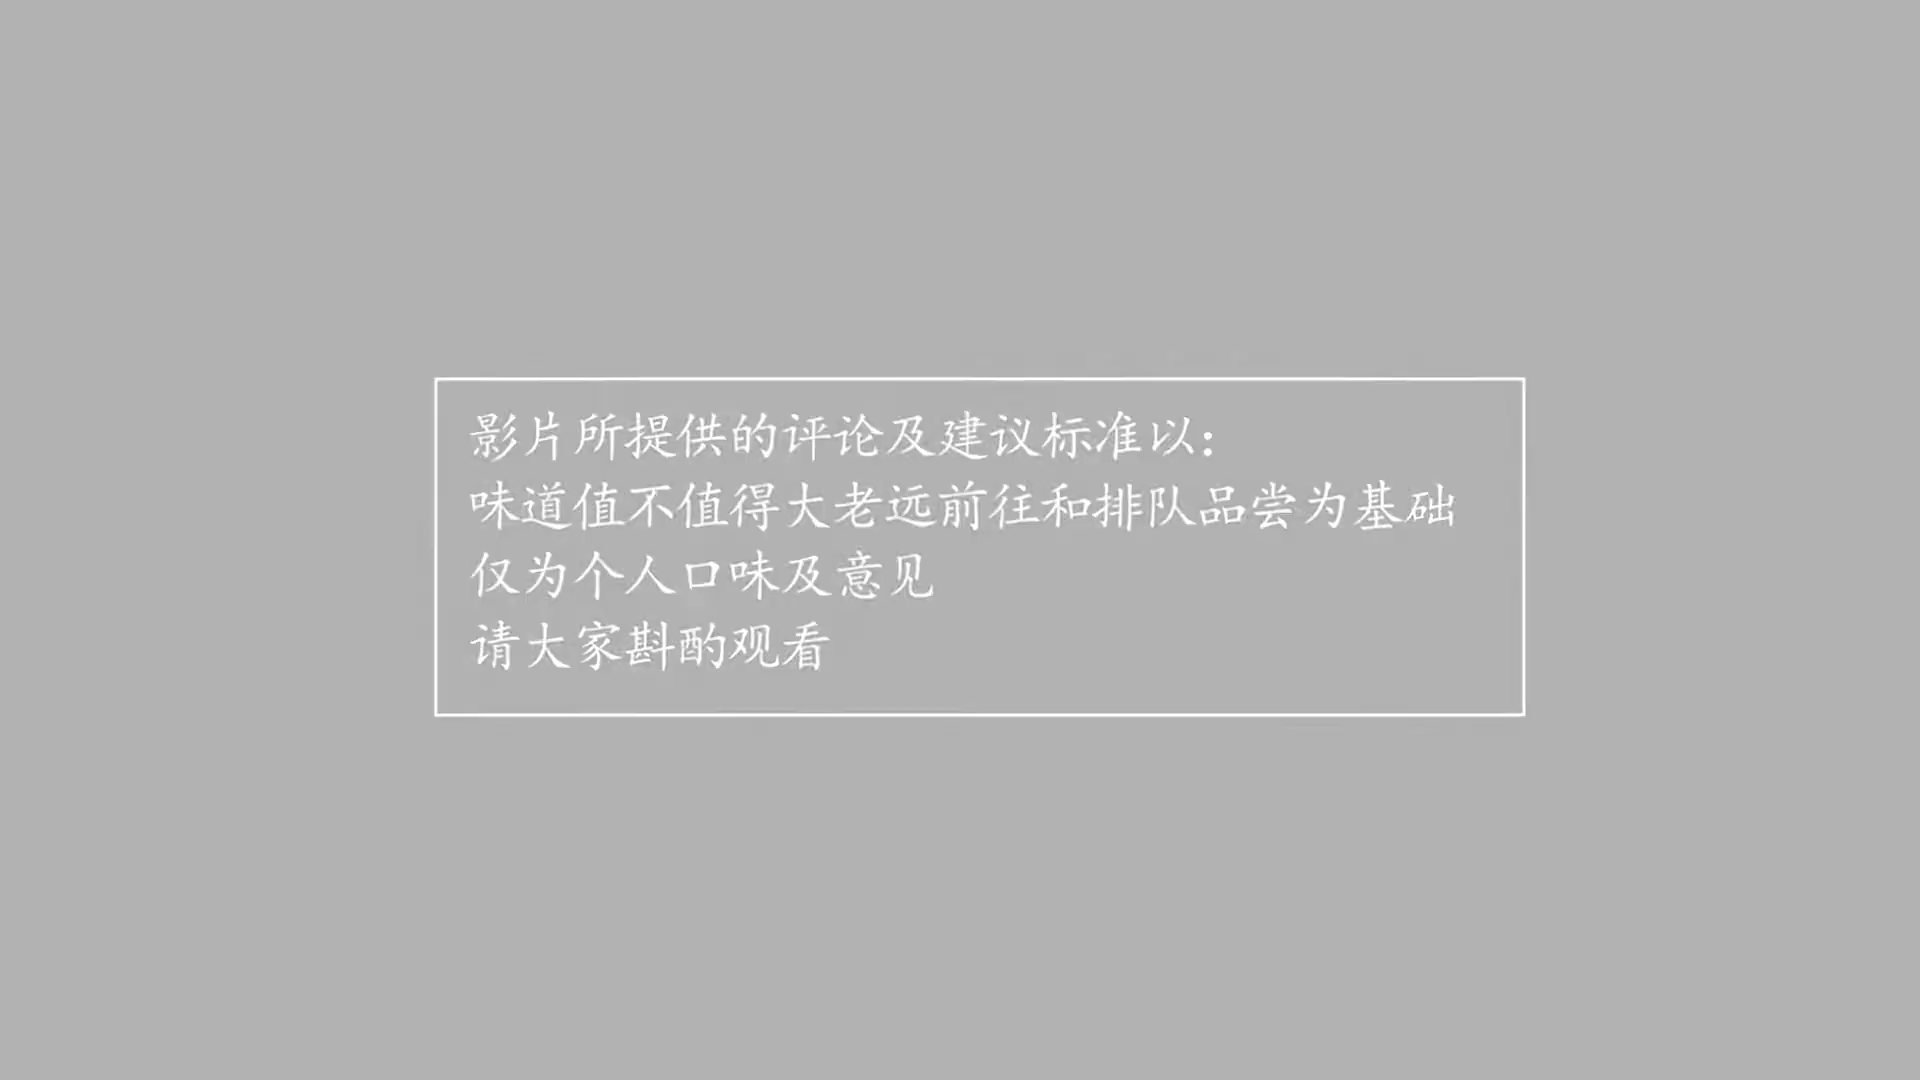 影片所提供的评论及建议标准以：
味道值不值得大老远前往和排队品尝为基础
仅为个人口味及意见
请大家斟酌观看